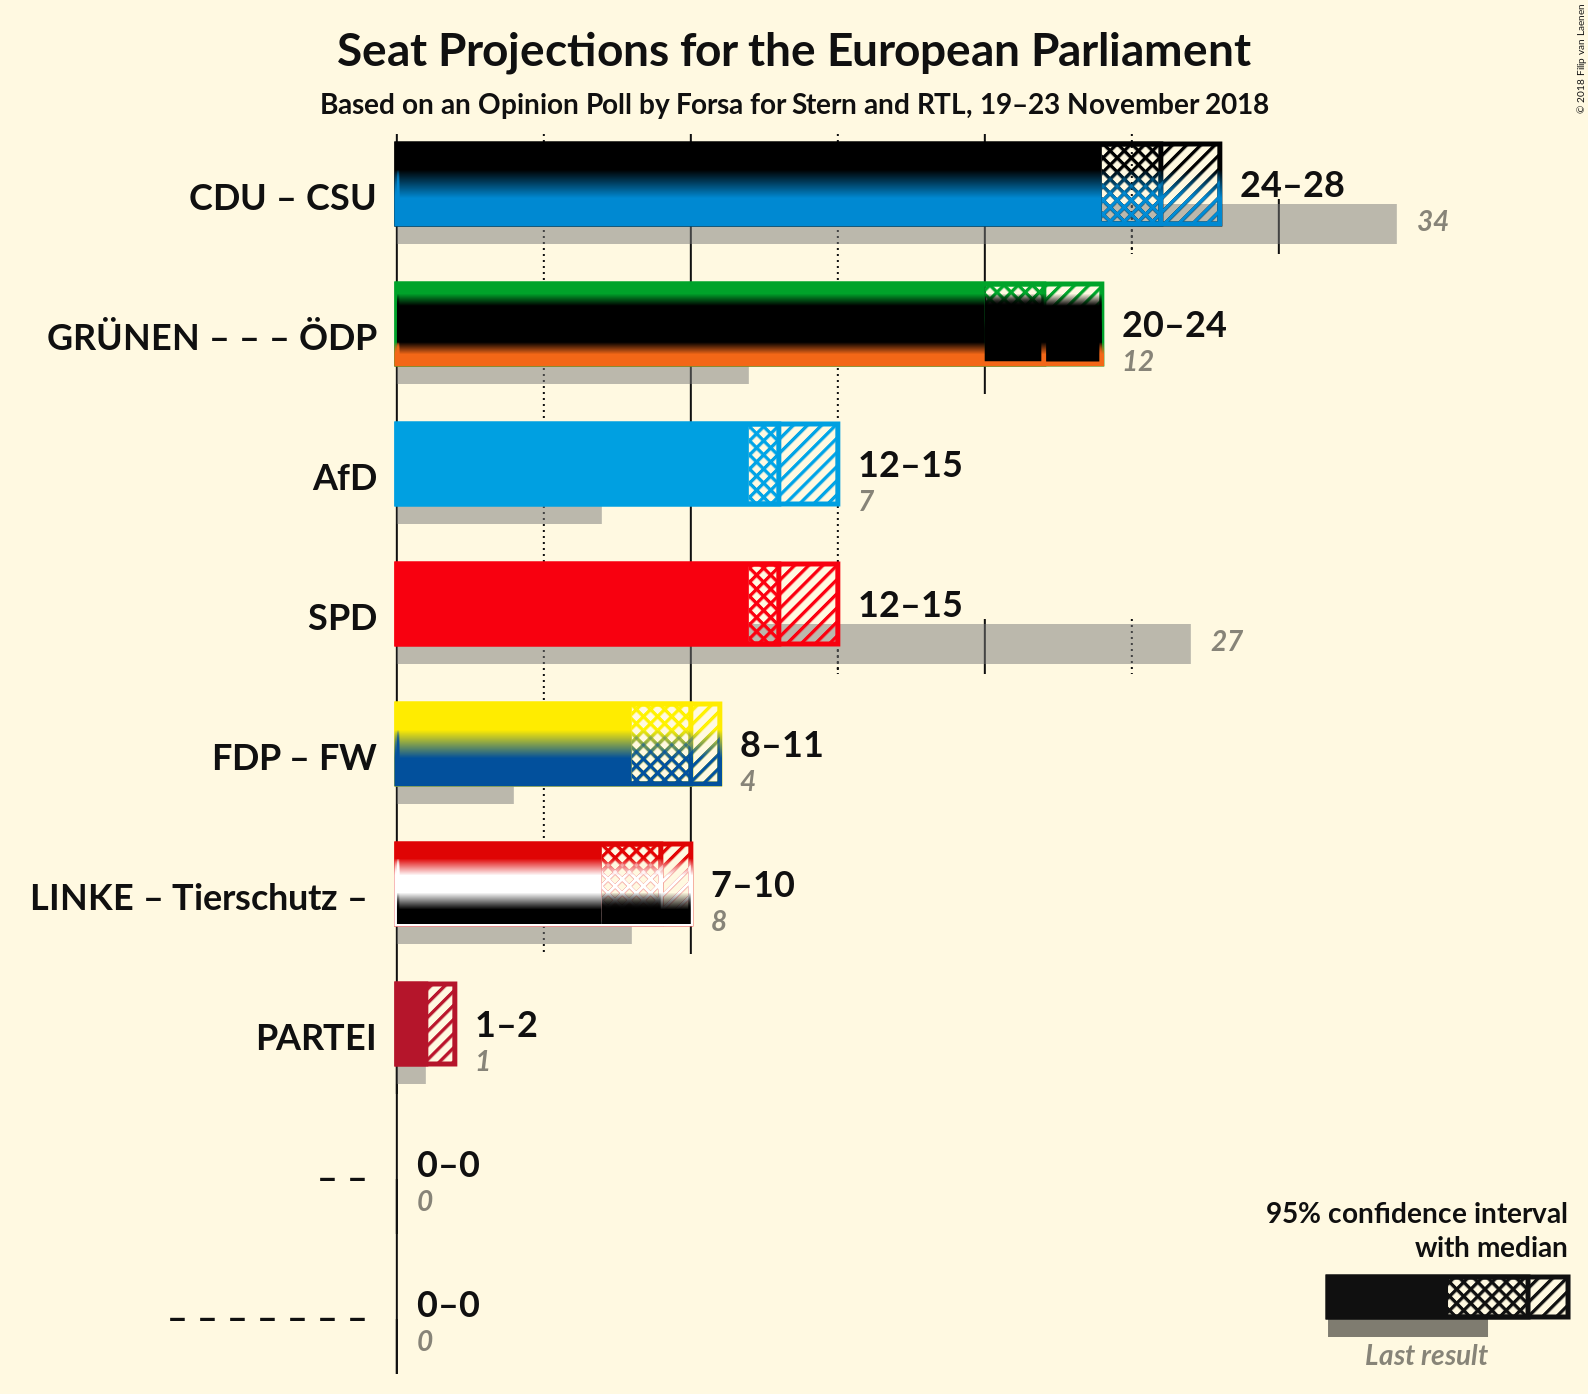 Seat Projections for the European Parliament
Based on an Opinion Poll by Forsa for Stern and RTL, 19–23 November 2018
© 2018 Filip van Laenen
CDU – CSU
24–28
34
GRÜNEN – – – ÖDP
20–24
12
AfD
12–15
7
SPD
12–15
27
FDP – FW
8–11
4
LINKE – Tierschutz –
7–10
8
PARTEI
1–2
1
– –
0–0
0
– – – – – – –
0–0
0
95% confidence interval
with median
Last result